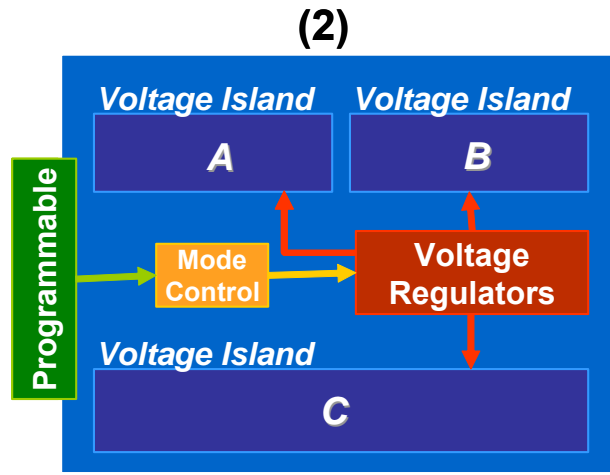 (2)
Voltage Island
Voltage Island
A
B
Programmable
Mode
Control
Voltage
Regulators
Voltage Island
C